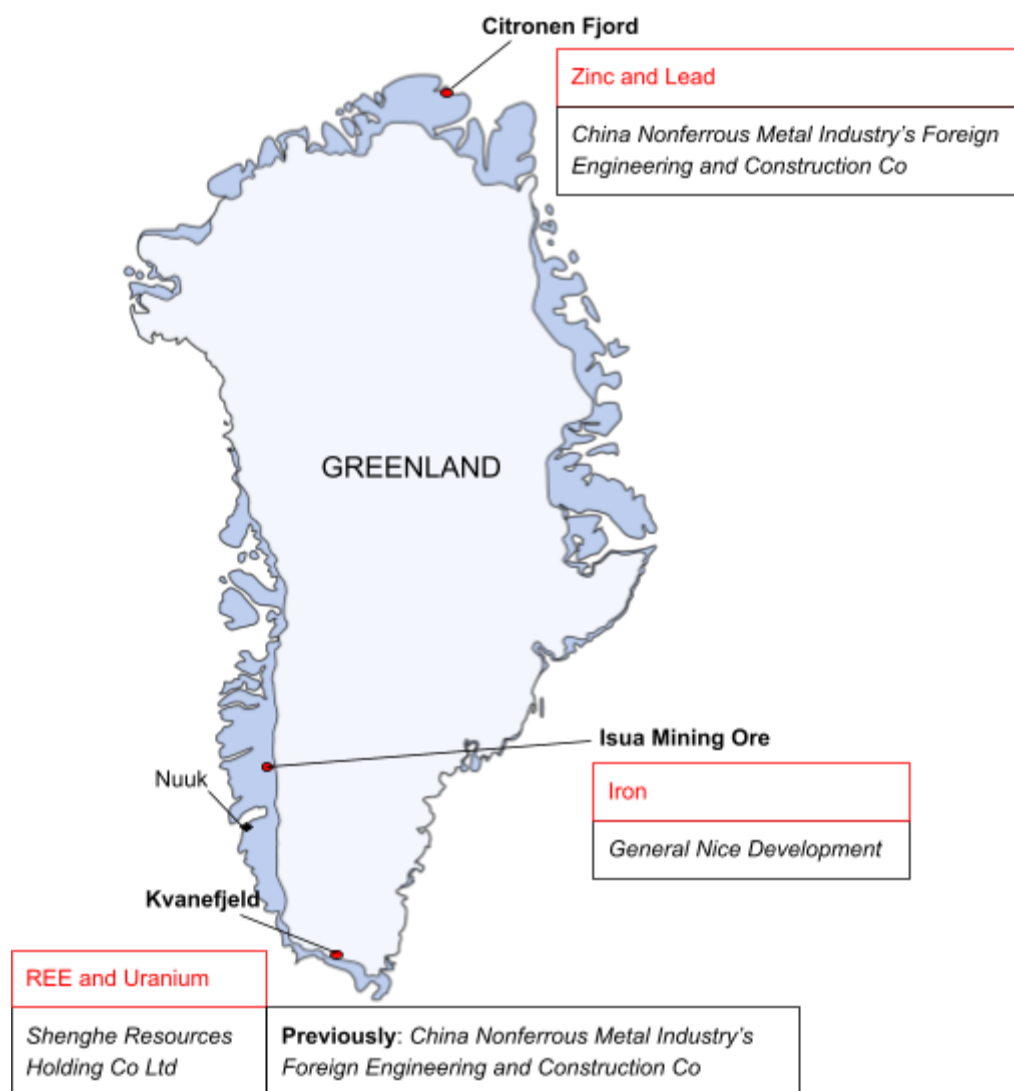 Citronen Fjord
Zinc and Lead
China Nonferrous Metal Industry's Foreign
Engineering and Construction Co
GREENLAND
Isua Mining Ore
Nuuk
Iron
General Nice Development
Kvanefjeld
REE and Uranium
Shenghe Resources
Holding Co Ltd
Previously: China Nonferrous Metal Industry's
Foreign Engineering and Construction Co